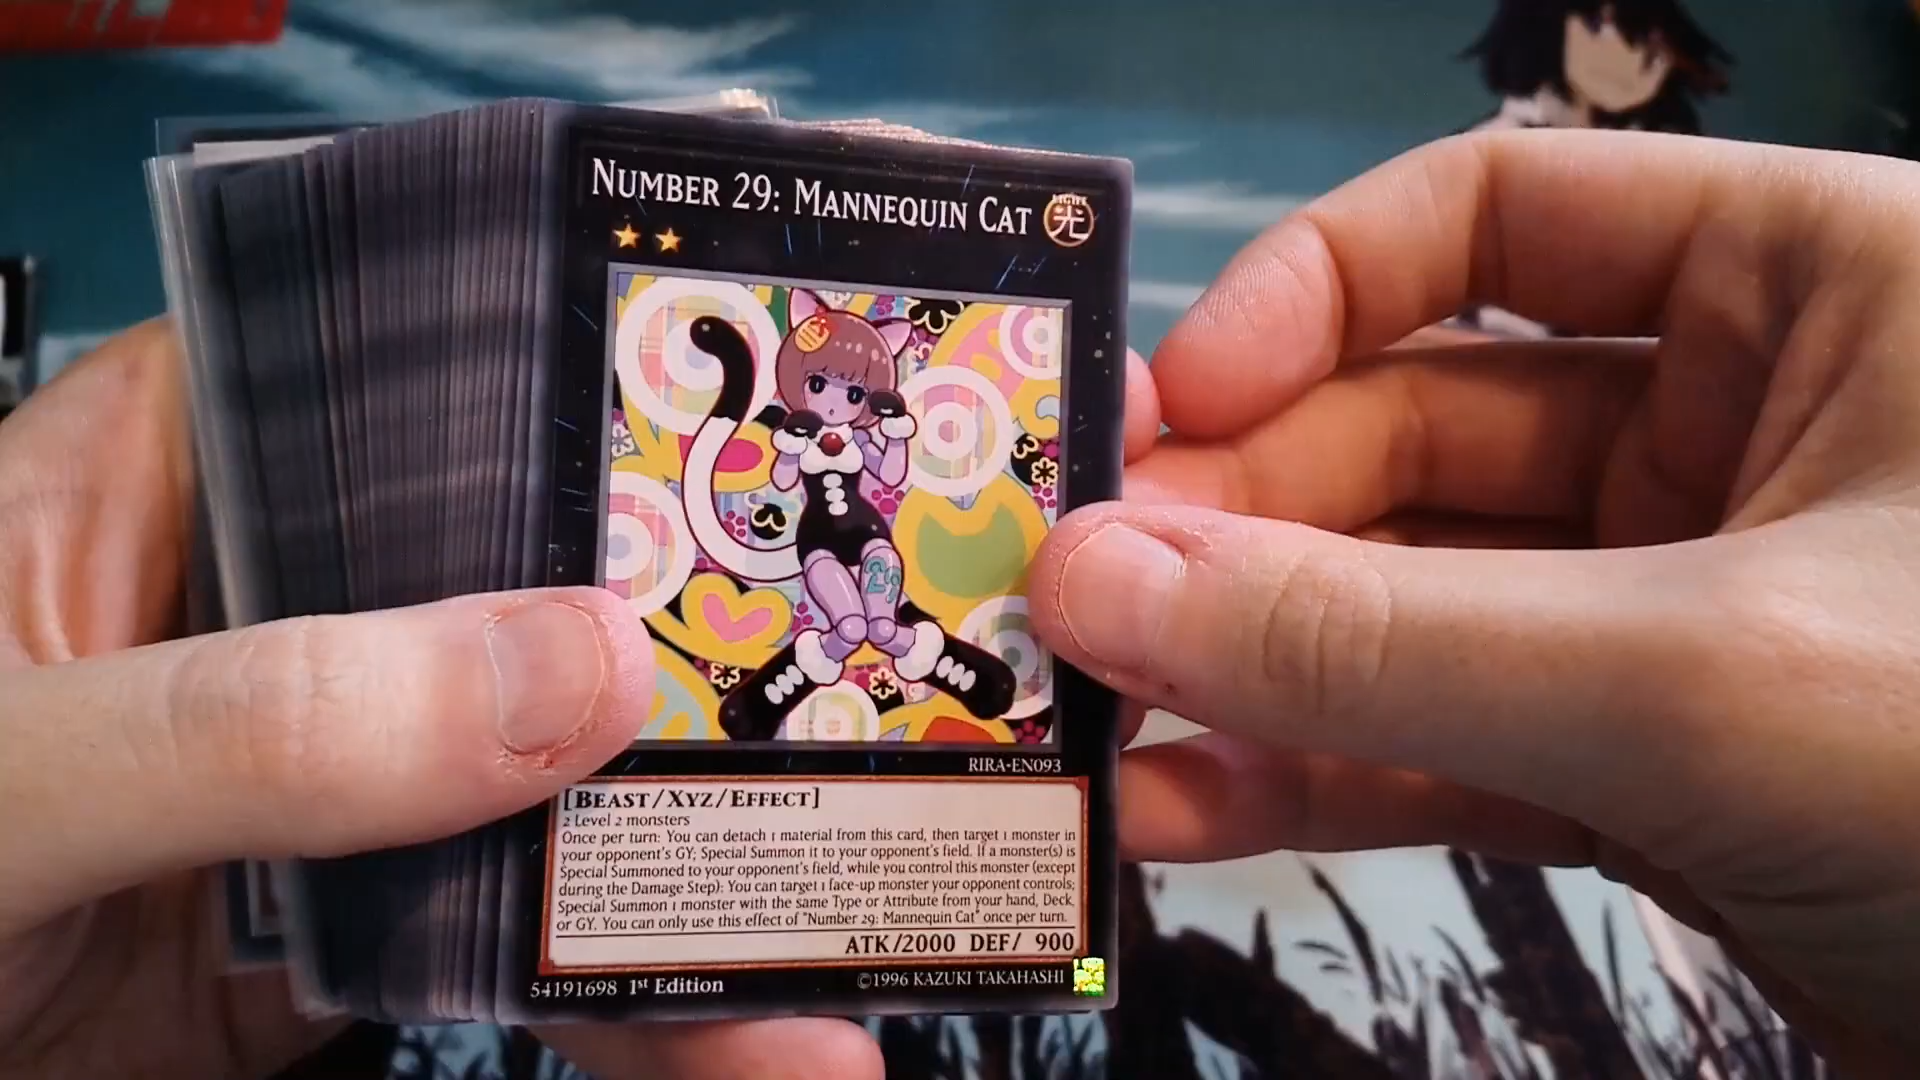 NUMBER 29: MANNEQUIN CAT
LIGHT
光
29
RIRA-EN093
[BEAST/XYZ/EFFECT]
2 Level 2 monsters
Once per turn: You can detach 1 material from this card, then target 1 monster in
your opponent's GY; Special Summon it to your opponent's field. If a monster(s) is
Special Summoned to your opponent's field, while you control this monster (except
during the Damage Step): You can target 1 face-up monster your opponent controls;
Special Summon 1 monster with the same Type or Attribute from your hand, Deck,
or GY. You can only use this effect of "Number 29: Mannequin Cat" once per turn.
ATK/2000 DEF/ 900
54191698 1st Edition
©1996 KAZUKI TAKAHASHI